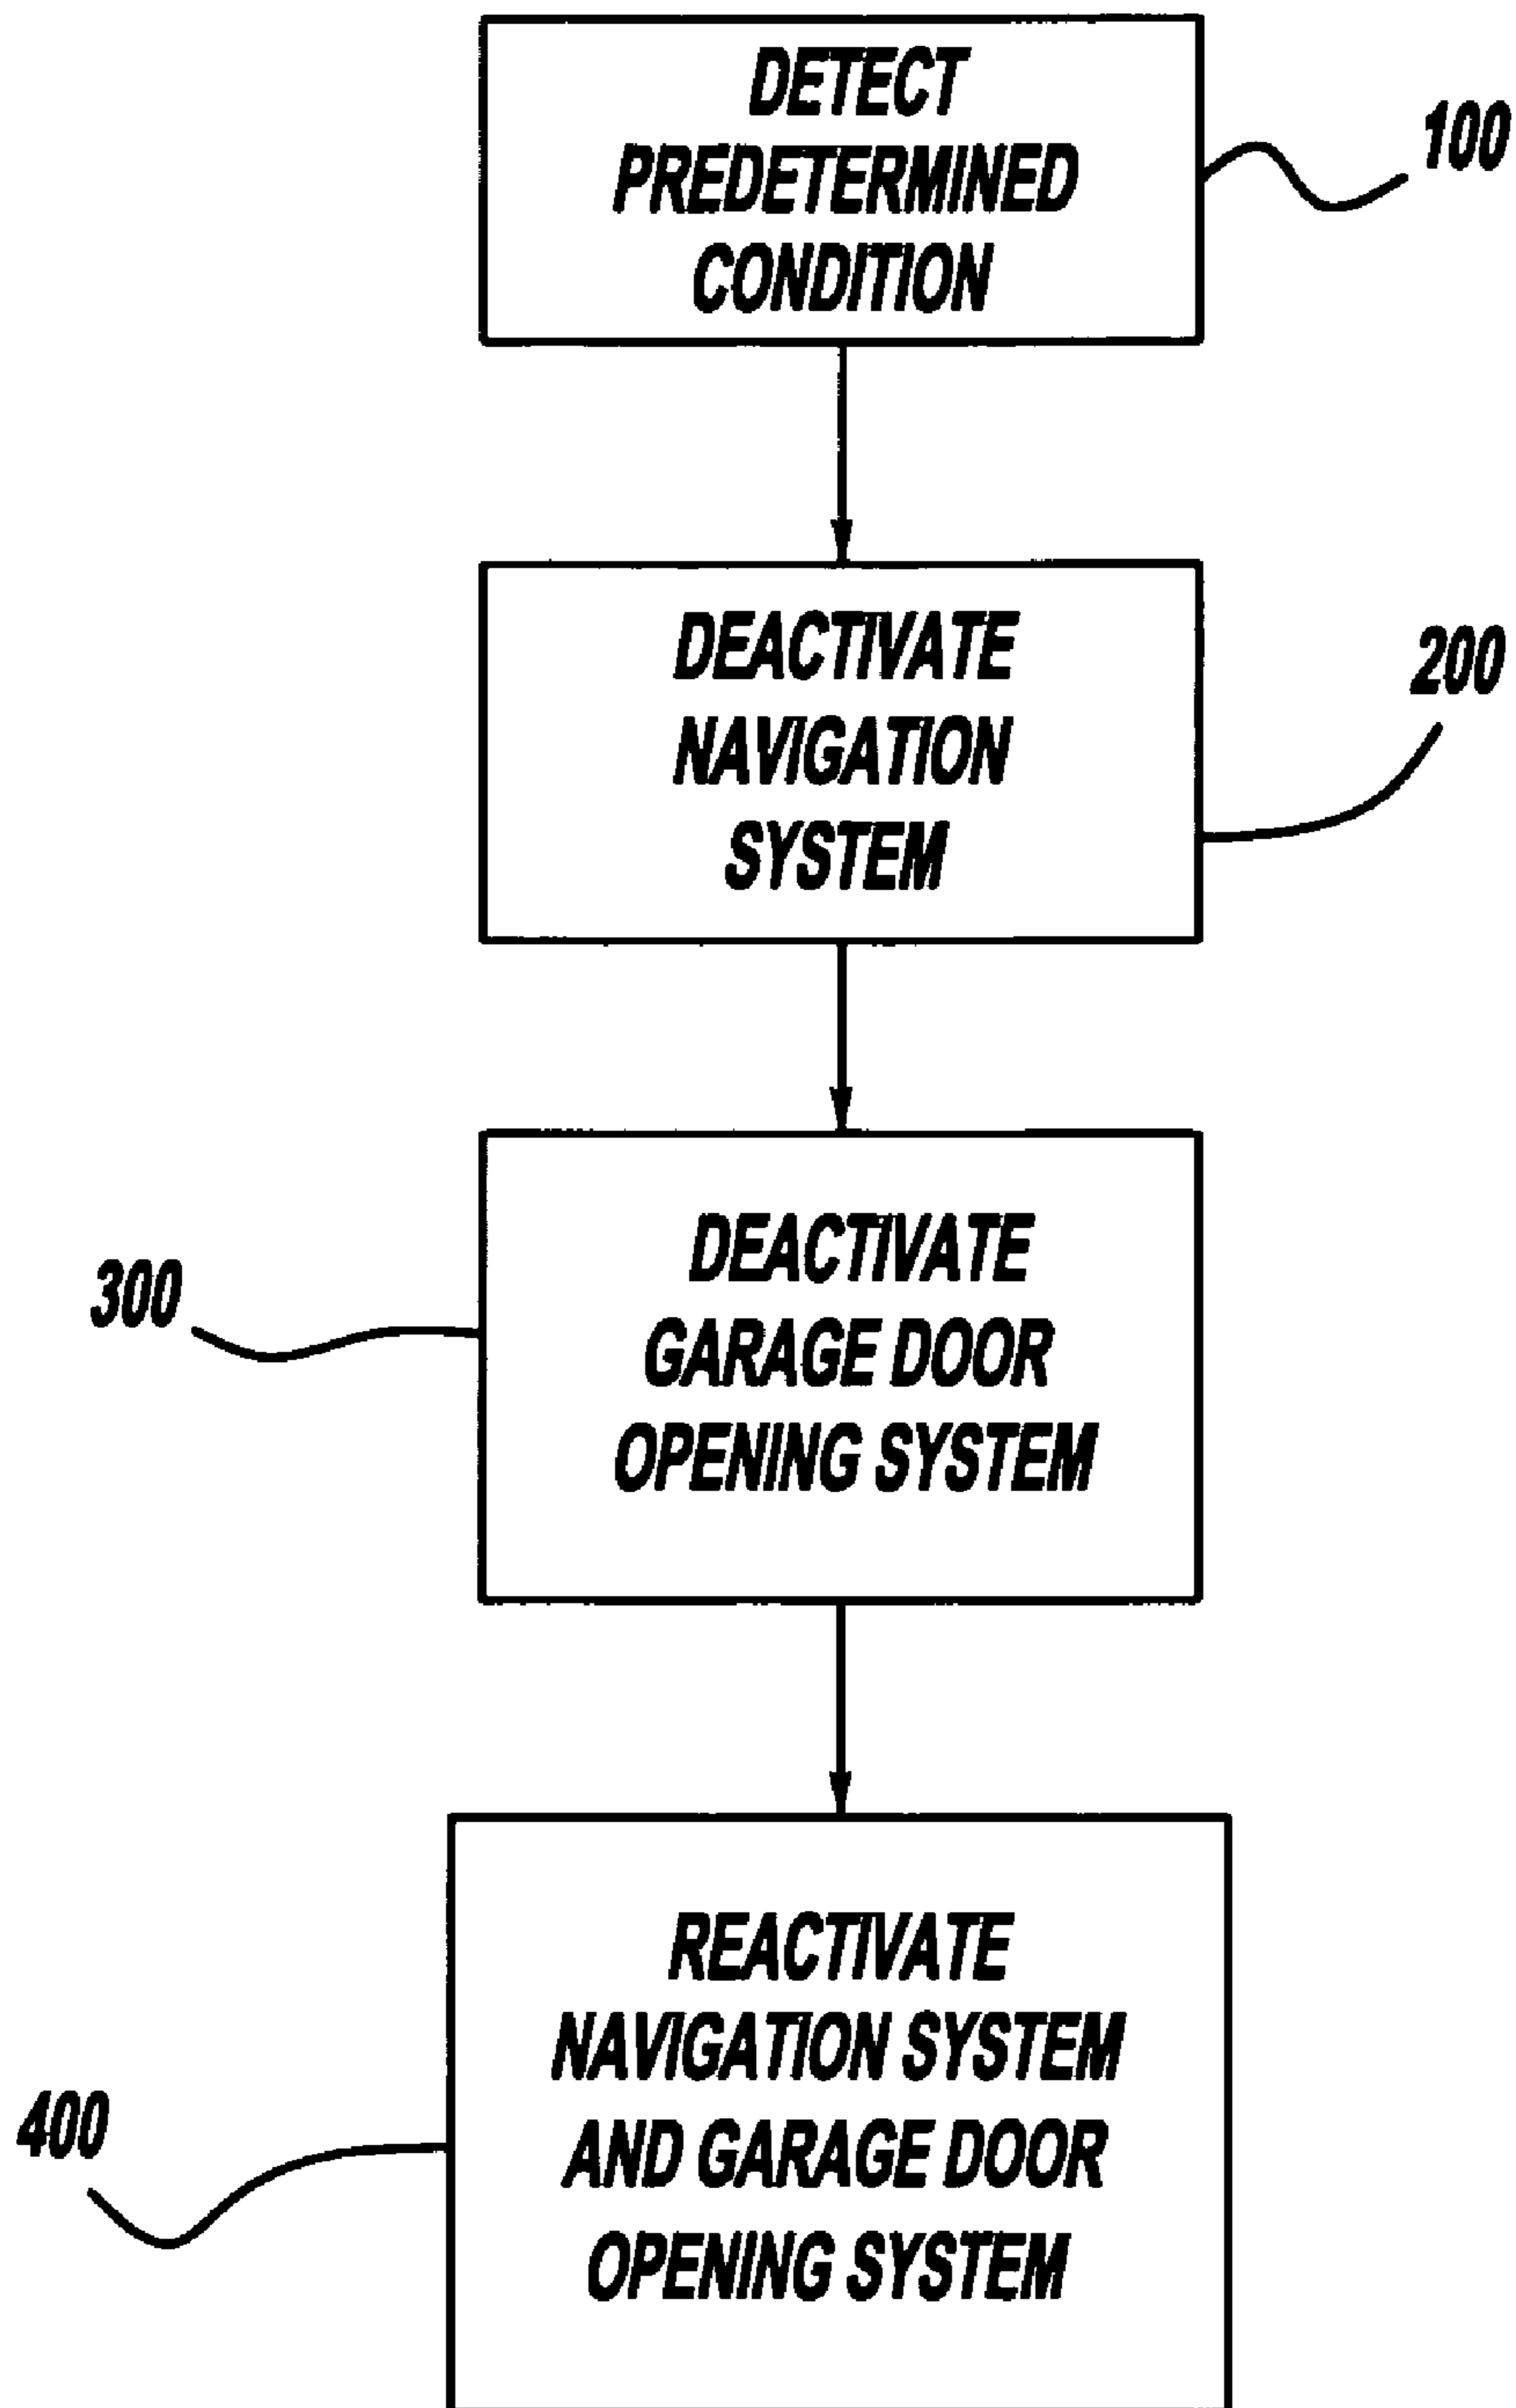 DETECT
PREDETERMINED
CONDITION
100
DEACTIVATE
NAVIGATION
SYSTEM
200
DEACTIVATE
GARAGE DOOR
OPENING SYSTEM
300
REACTIVATE
NAVIGATION SYSTEM
AND GARAGE DOOR
OPENING SYSTEM
400